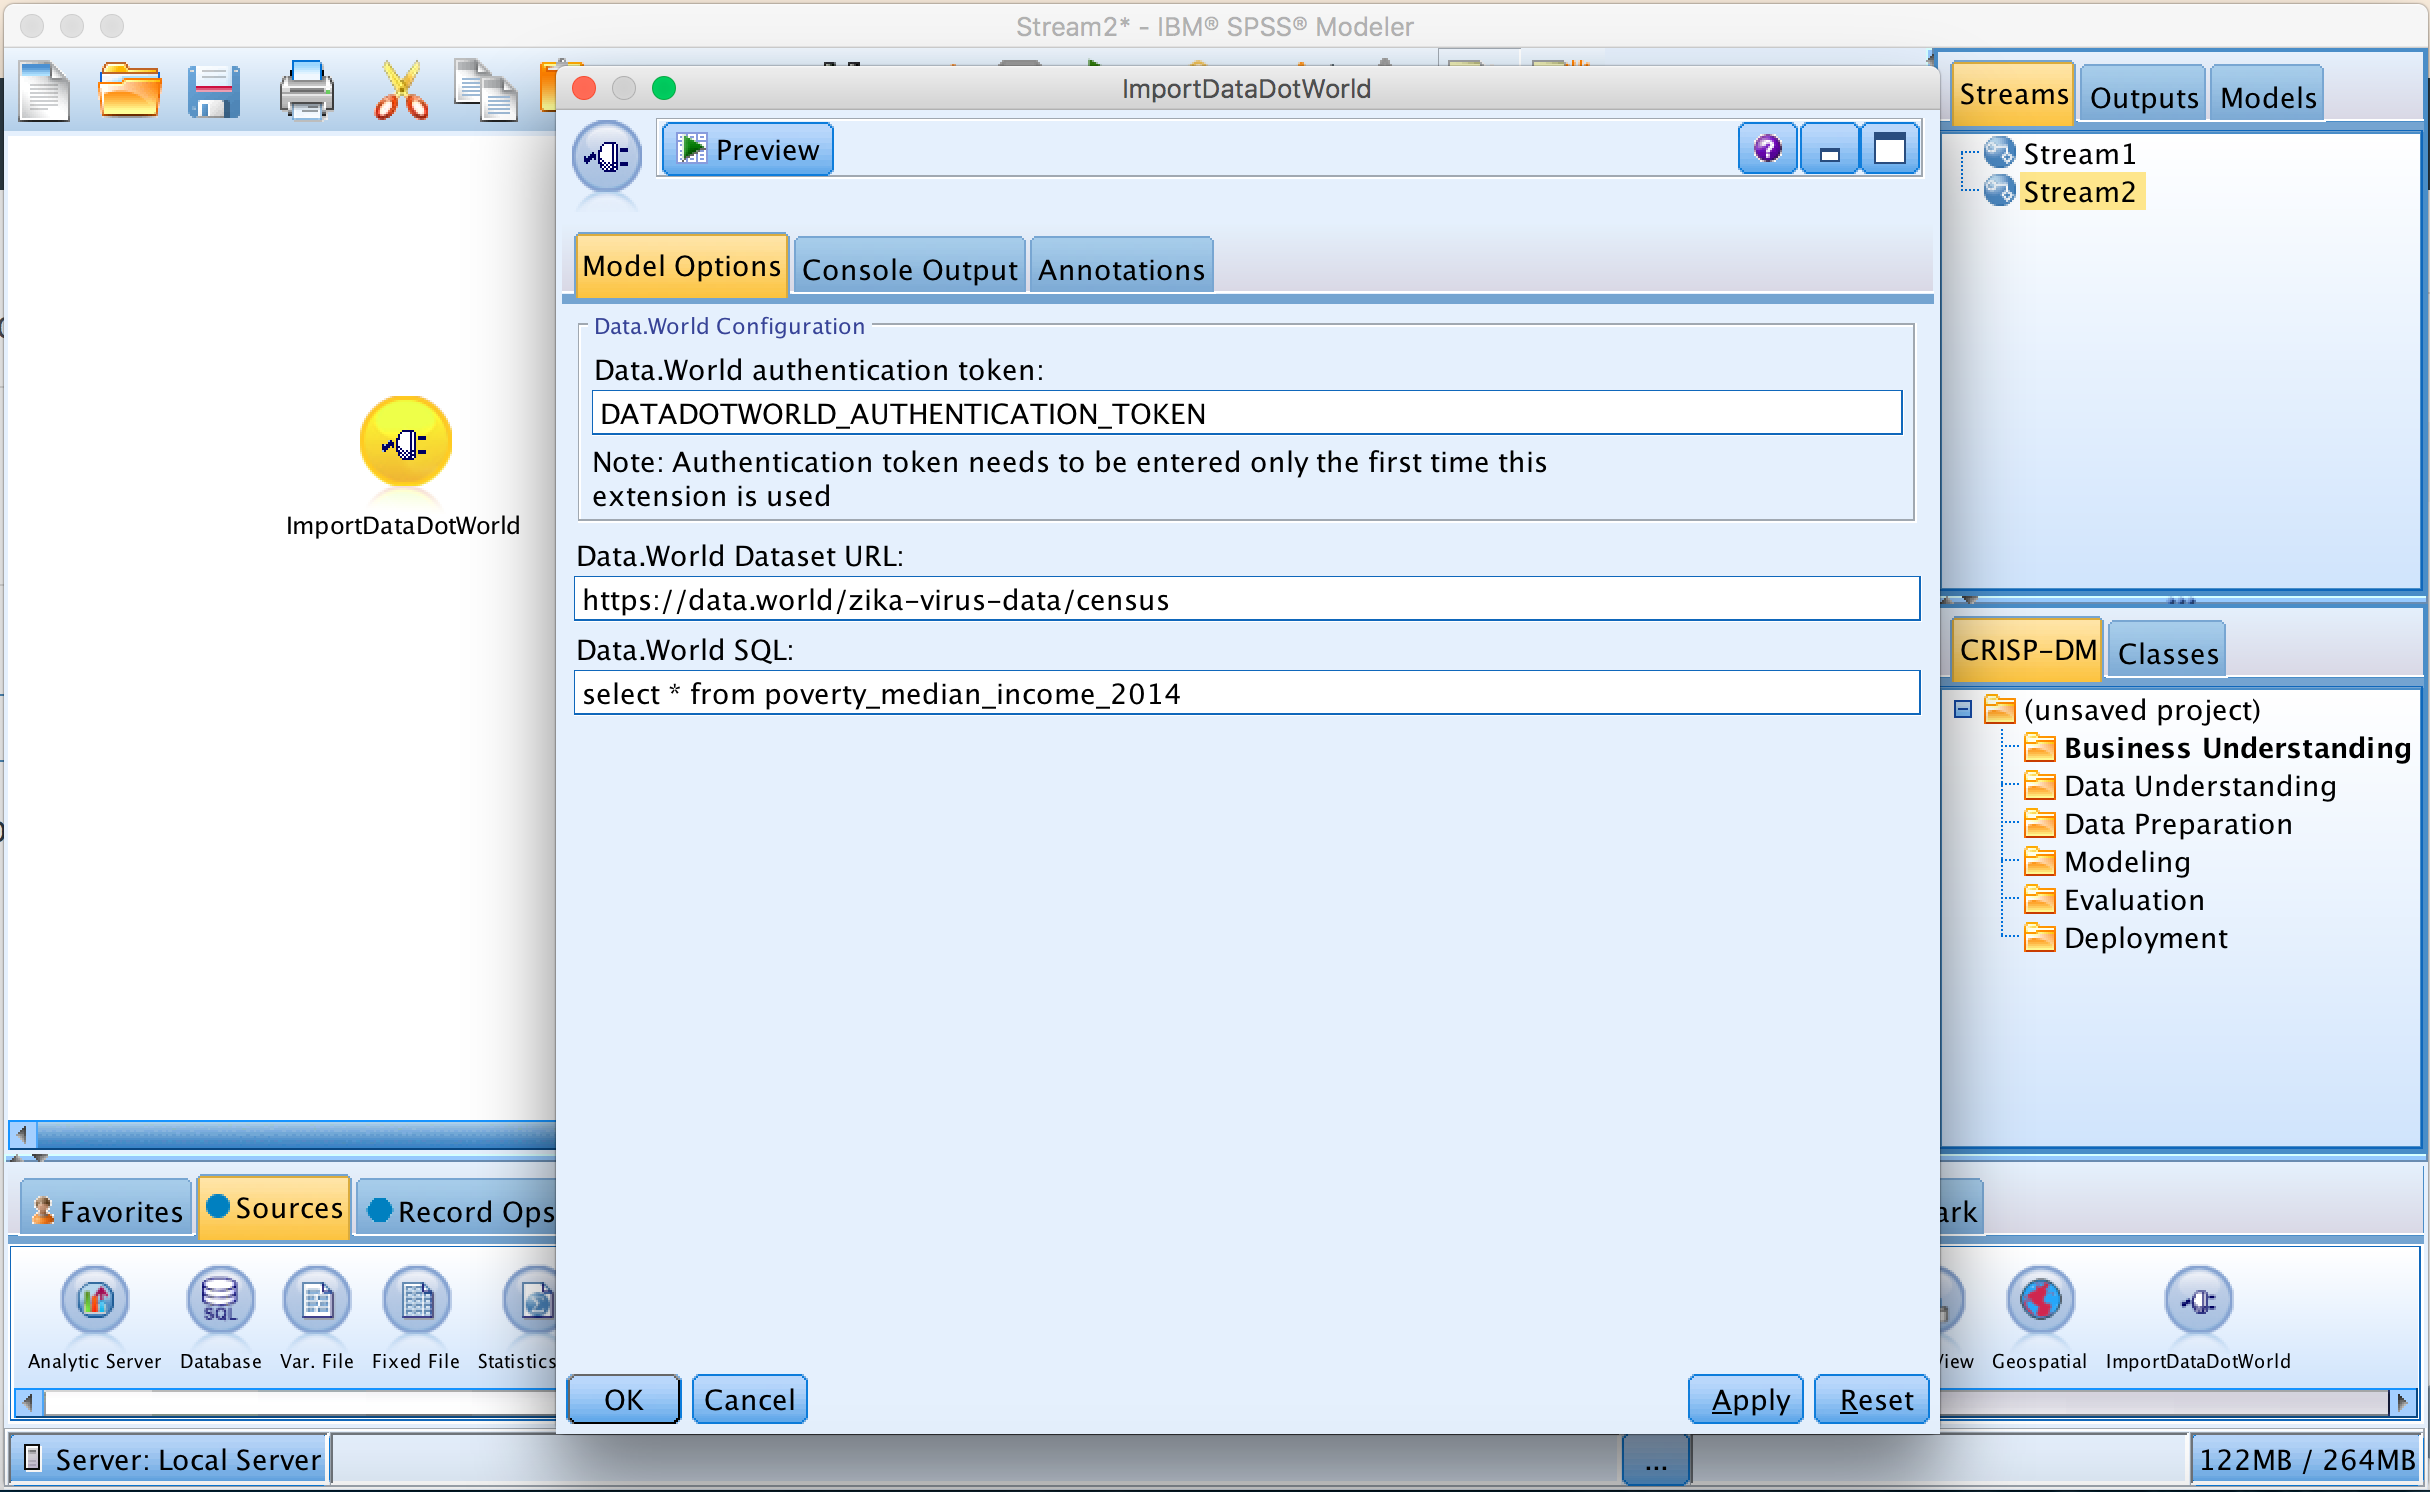 Stream2* - IBM® SPSS® Modeler
ImportDataDotWorld
Preview
Model Options
Console Output
Annotations
Data.World Configuration
Data.World authentication token:
DATADOTWORLD_AUTHENTICATION_TOKEN
Note: Authentication token needs to be entered only the first time this
extension is used
Data.World Dataset URL:
https://data.world/zika-virus-data/census
Data.World SQL:
select * from poverty_median_income_2014
OK
Cancel
Apply
Reset
ImportDataDotWorld
Streams
Outputs
Models
Stream1
Stream2
CRISP-DM
Classes
(unsaved project)
Business Understanding
Data Understanding
Data Preparation
Modeling
Evaluation
Deployment
Favorites
Sources
Record Ops
ark
SQL
Analytic Server
Database
Var. File
Fixed File
Statistics
View
Geospatial
ImportDataDotWorld
Server: Local Server
...
122MB / 264MB